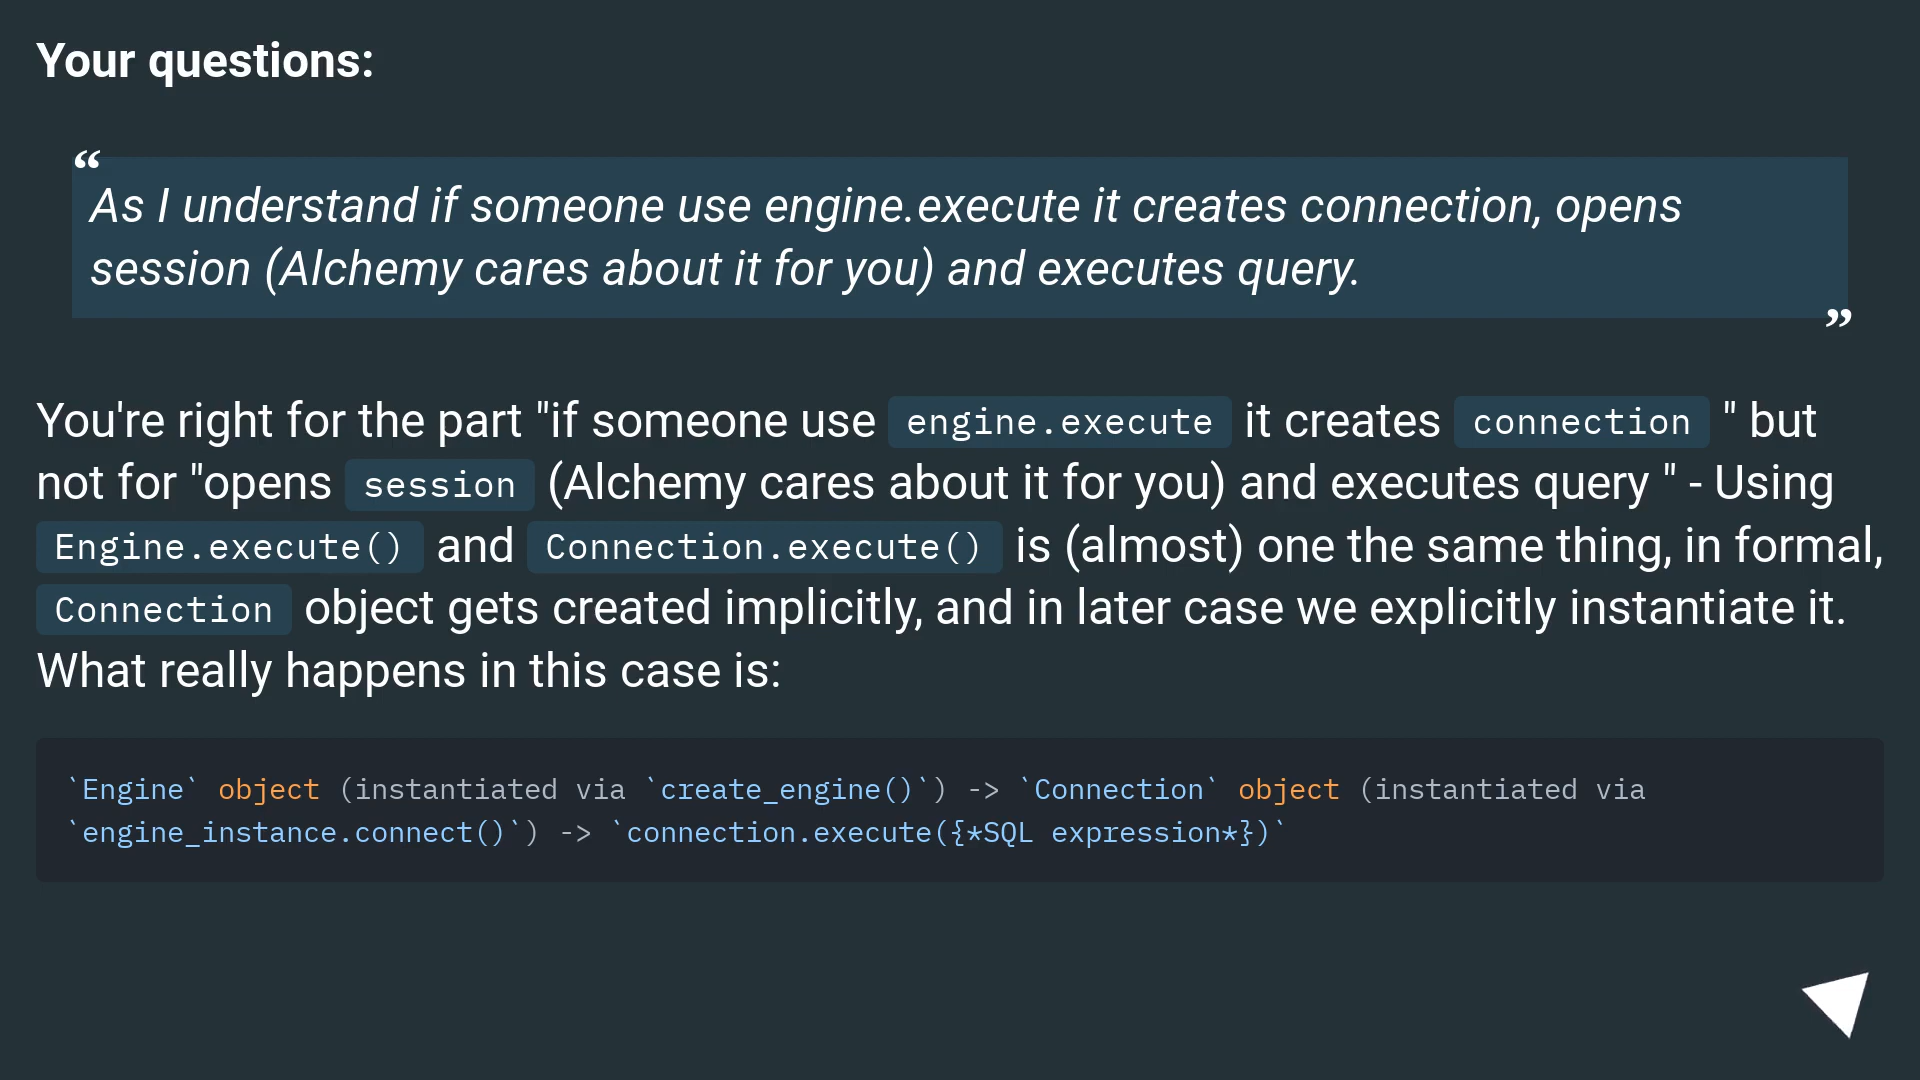 Your questions:
“
As I understand if someone use engine.execute it creates connection, opens
session (Alchemy cares about it for you) and executes query.
”
You're right for the part "if someone use engine.execute it creates connection " but
not for "opens session (Alchemy cares about it for you) and executes query " - Using
Engine.execute() and Connection.execute() is (almost) one the same thing, in formal,
Connection object gets created implicitly, and in later case we explicitly instantiate it.
What really happens in this case is:
`Engine` object (instantiated via `create_engine()`) -> `Connection` object (instantiated via
`engine_instance.connect()`) -> `connection.execute({*SQL expression*})`